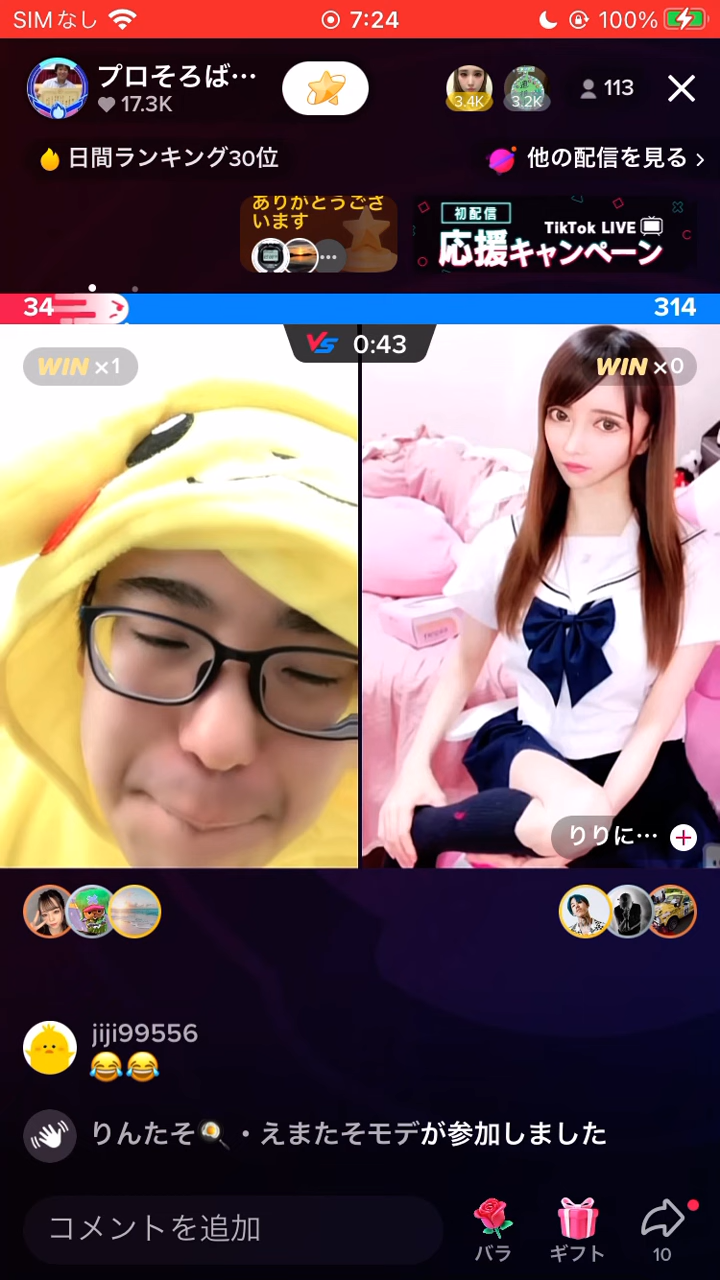 SIMなし
7:24
100%
プロそろば…
17.3K
3.4K
3.2K
113
日間ランキング30位
他の配信を見る
ありがとうござ
います
初配信
TikTok LIVE
応援キャンペーン
34
314
WIN ×1
VS 0:43
WIN ×0
りりに…
jiji99556
りんたそ🍳・えまたそモデが参加しました
コメントを追加
バラ
ギフト
10